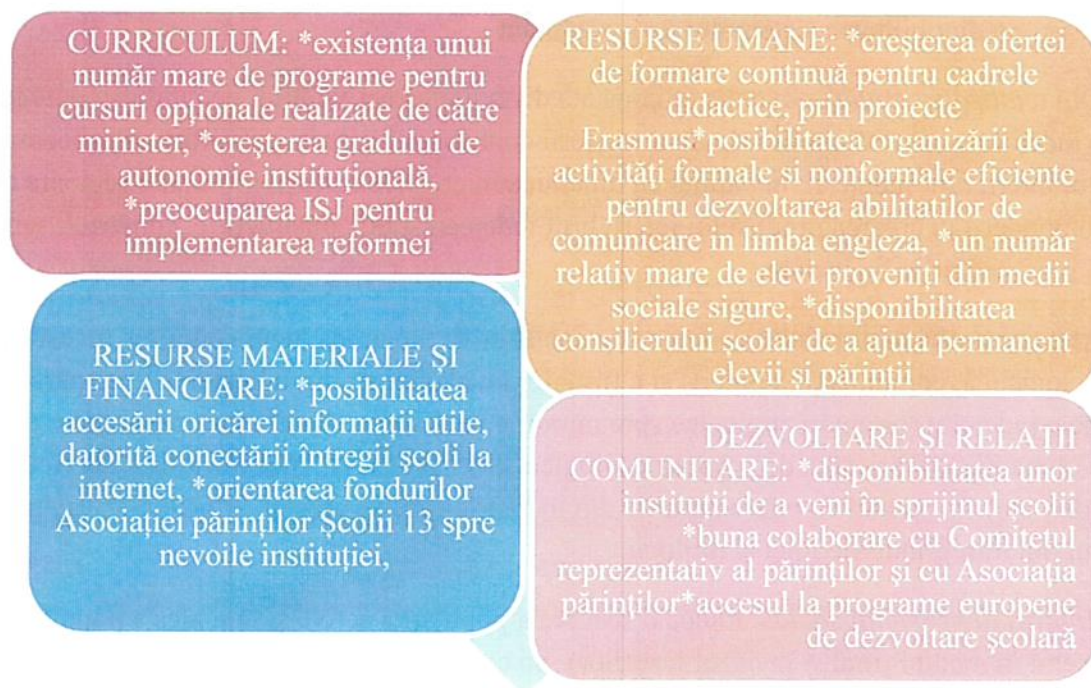 CURRICULUM: *existența unui
număr mare de programe pentru
cursuri opționale realizate de către
minister, *creșterea gradului de
autonomie instituțională,
*preocuparea ISJ pentru
implementarea reformei
RESURSE UMANE: *creșterea ofertei
de formare continuă pentru cadrele
didactice, prin proiecte
Erasmus*posibilitatea organizării de
activități formale si nonformale eficiente
pentru dezvoltarea abilitatilor de
comunicare in limba engleza, *un număr
relativ mare de elevi proveniți din medii
sociale sigure, *disponibilitatea
consilierului școlar de a ajuta permanent
elevii și părinții
RESURSE MATERIALE ȘI
FINANCIARE: *posibilitatea
accesării oricărei informații utile,
datorită conectării întregii școli la
internet, *orientarea fondurilor
Asociației părinților Școlii 13 spre
nevoile instituției,
DEZVOLTARE ȘI RELAȚII
COMUNITARE: *disponibilitatea unor
instituții de a veni în sprijinul școlii
*buna colaborare cu Comitetul
reprezentativ al părinților și cu Asociația
părinților*accesul la programe europene
de dezvoltare școlară